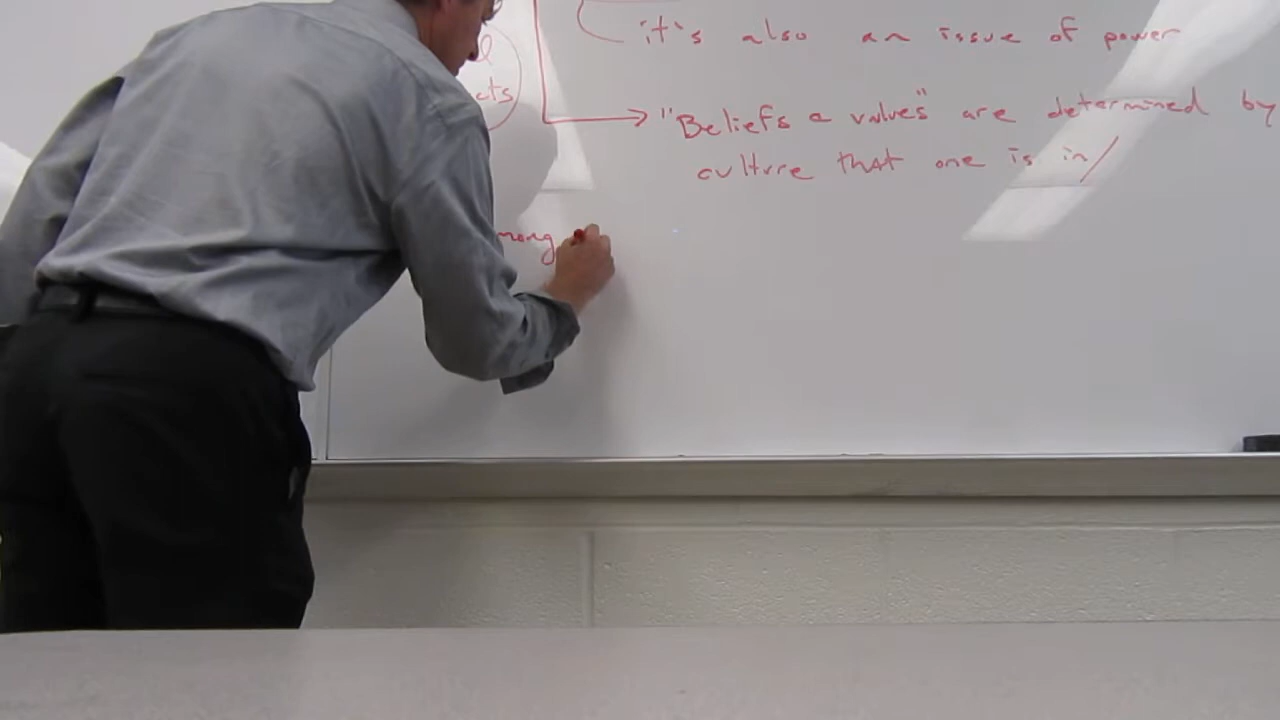 it's also an issue of power
"Beliefs & values" are determined by
culture that one is in/